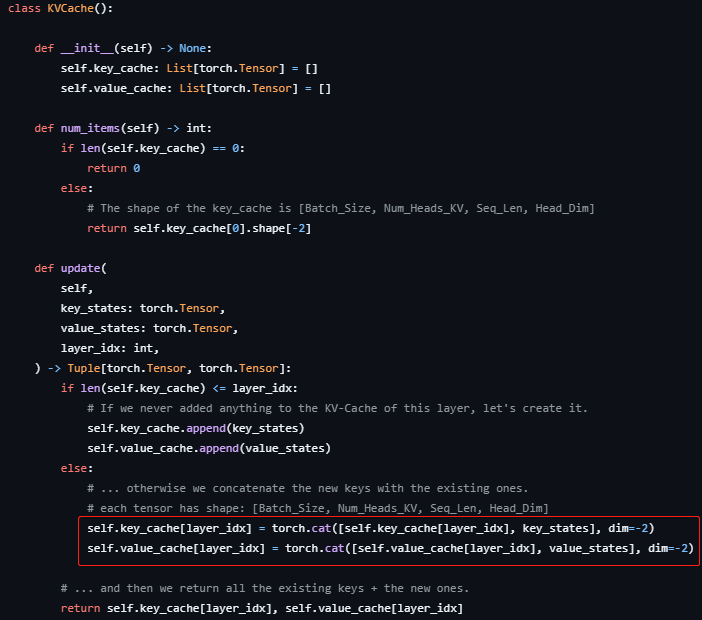 class KVCache():
def __init__(self) -> None:
self.key_cache: List[torch.Tensor] = []
self.value_cache: List[torch.Tensor] = []
def num_items(self) -> int:
if len(self.key_cache) == 0:
return 0
else:
# The shape of the key_cache is [Batch_Size, Num_Heads_KV, Seq_Len, Head_Dim]
return self.key_cache[0].shape[-2]
def update(
self,
key_states: torch.Tensor,
value_states: torch.Tensor,
layer_idx: int,
) -> Tuple[torch.Tensor, torch.Tensor]:
if len(self.key_cache) <= layer_idx:
# If we never added anything to the KV-Cache of this layer, let's create it.
self.key_cache.append(key_states)
self.value_cache.append(value_states)
else:
# ... otherwise we concatenate the new keys with the existing ones.
# each tensor has shape: [Batch_Size, Num_Heads_KV, Seq_Len, Head_Dim]
self.key_cache[layer_idx] = torch.cat([self.key_cache[layer_idx], key_states], dim=-2)
self.value_cache[layer_idx] = torch.cat([self.value_cache[layer_idx], value_states], dim=-2)
# ... and then we return all the existing keys + the new ones.
return self.key_cache[layer_idx], self.value_cache[layer_idx]